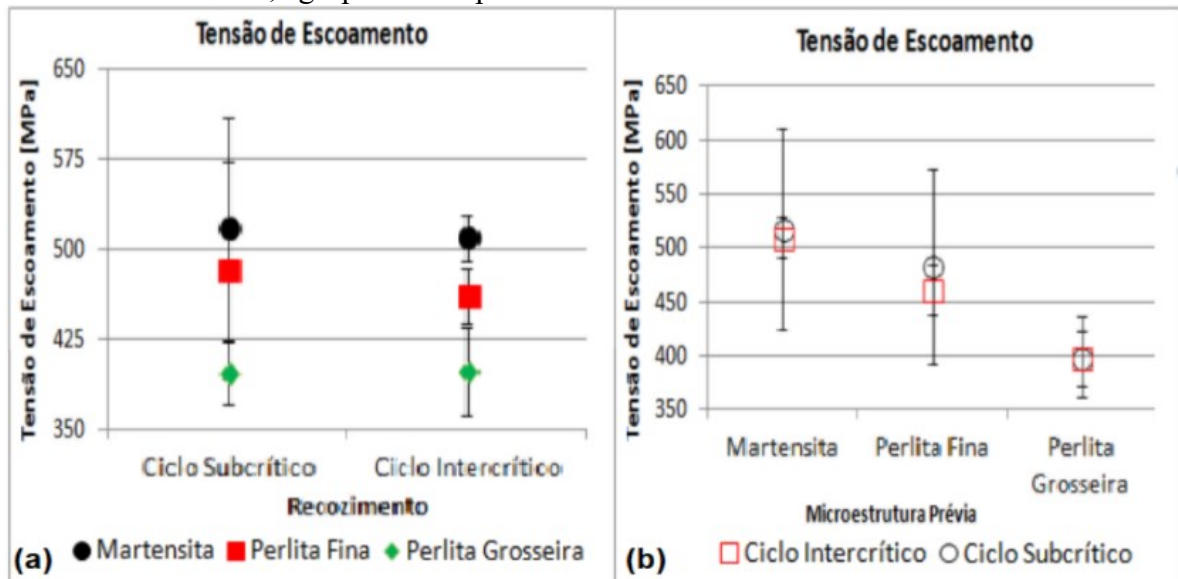 Tensão de Escoamento
Tensão de Escoamento [MPa]
650
575
500
425
350
Ciclo Subcrítico Ciclo Intercrítico
Recozimento
(a) Martensita Perlita Fina Perlita Grosseira
Tensão de Escoamento
Tensão de Escoamento [MPa]
650
600
550
500
450
400
350
Martensita Perlita Fina Perlita
Grosseira
Microestrutura Prévia
(b) Ciclo Intercrítico Ciclo Subcrítico